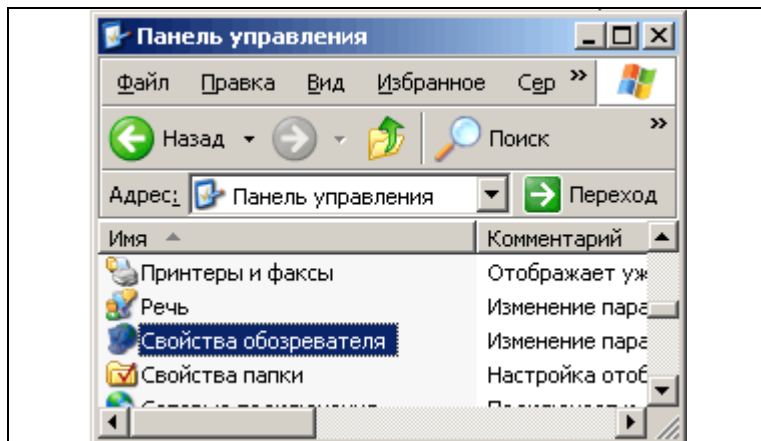 Панель управления
Файл Правка Вид Избранное Сер »
Назад Поиск »
Адрес: Панель управления Переход
Имя Комментарий
Принтеры и факсы Отображает уж
Речь Изменение пара
Свойства обозревателя Изменение пара
Свойства папки Настройка отоб